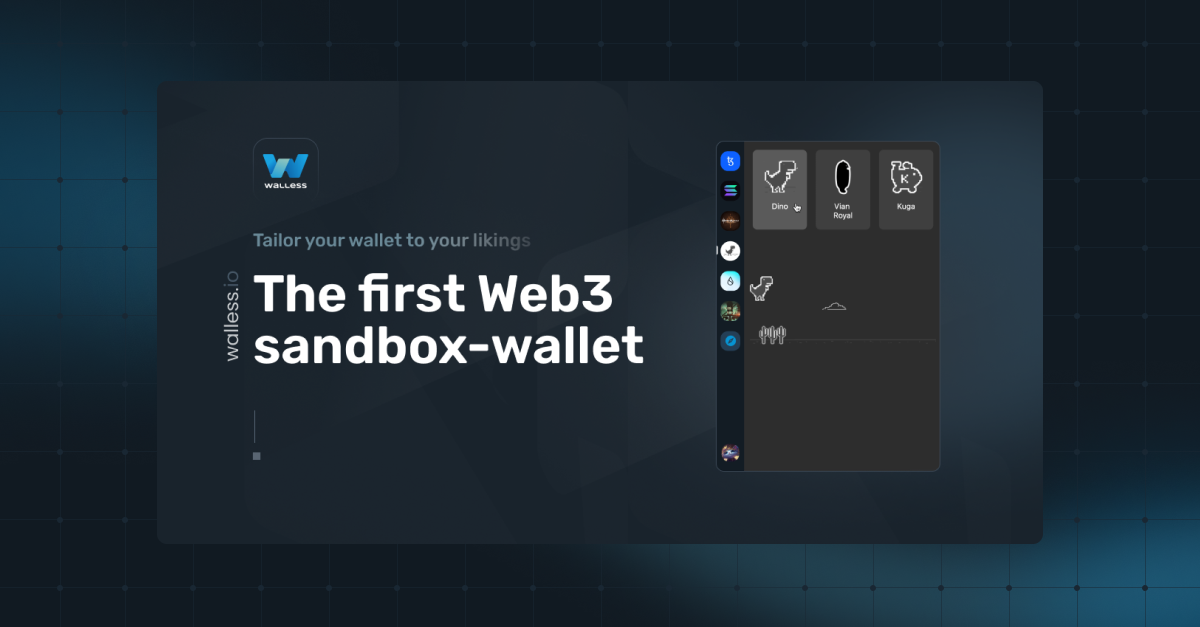 WALLESS
Tailor your wallet to your likings
walless.io
The first Web3
sandbox-wallet
Dino
Vian
Royal
K
Kuga